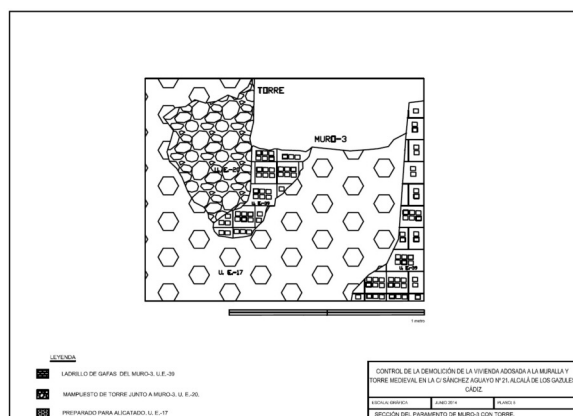 TORRE
MURO-3
U. E.-20
U. E.-39
U. E.-39
U. E.-17
1 metro
LEYENDA
LADRILLO DE GAFAS DEL MURO-3, U.E.-39
MAMPUESTO DE TORRE JUNTO A MURO-3, U, E,-20,
PREPARADO PARA ALICATADO, U. E.-17
CONTROL DE LA DEMOLICIÓN DE LA VIVIENDA ADOSADA A LA MURALLA Y
TORRE MEDIEVAL EN LA C/ SÁNCHEZ AGUAYO Nº 21. ALCALÁ DE LOS GAZULES
CÁDIZ.
ESCALA GRÁFICA
JUNIO 2014
SECCIÓN DEL PARAMENTO DE MURO-3 CON TORRE